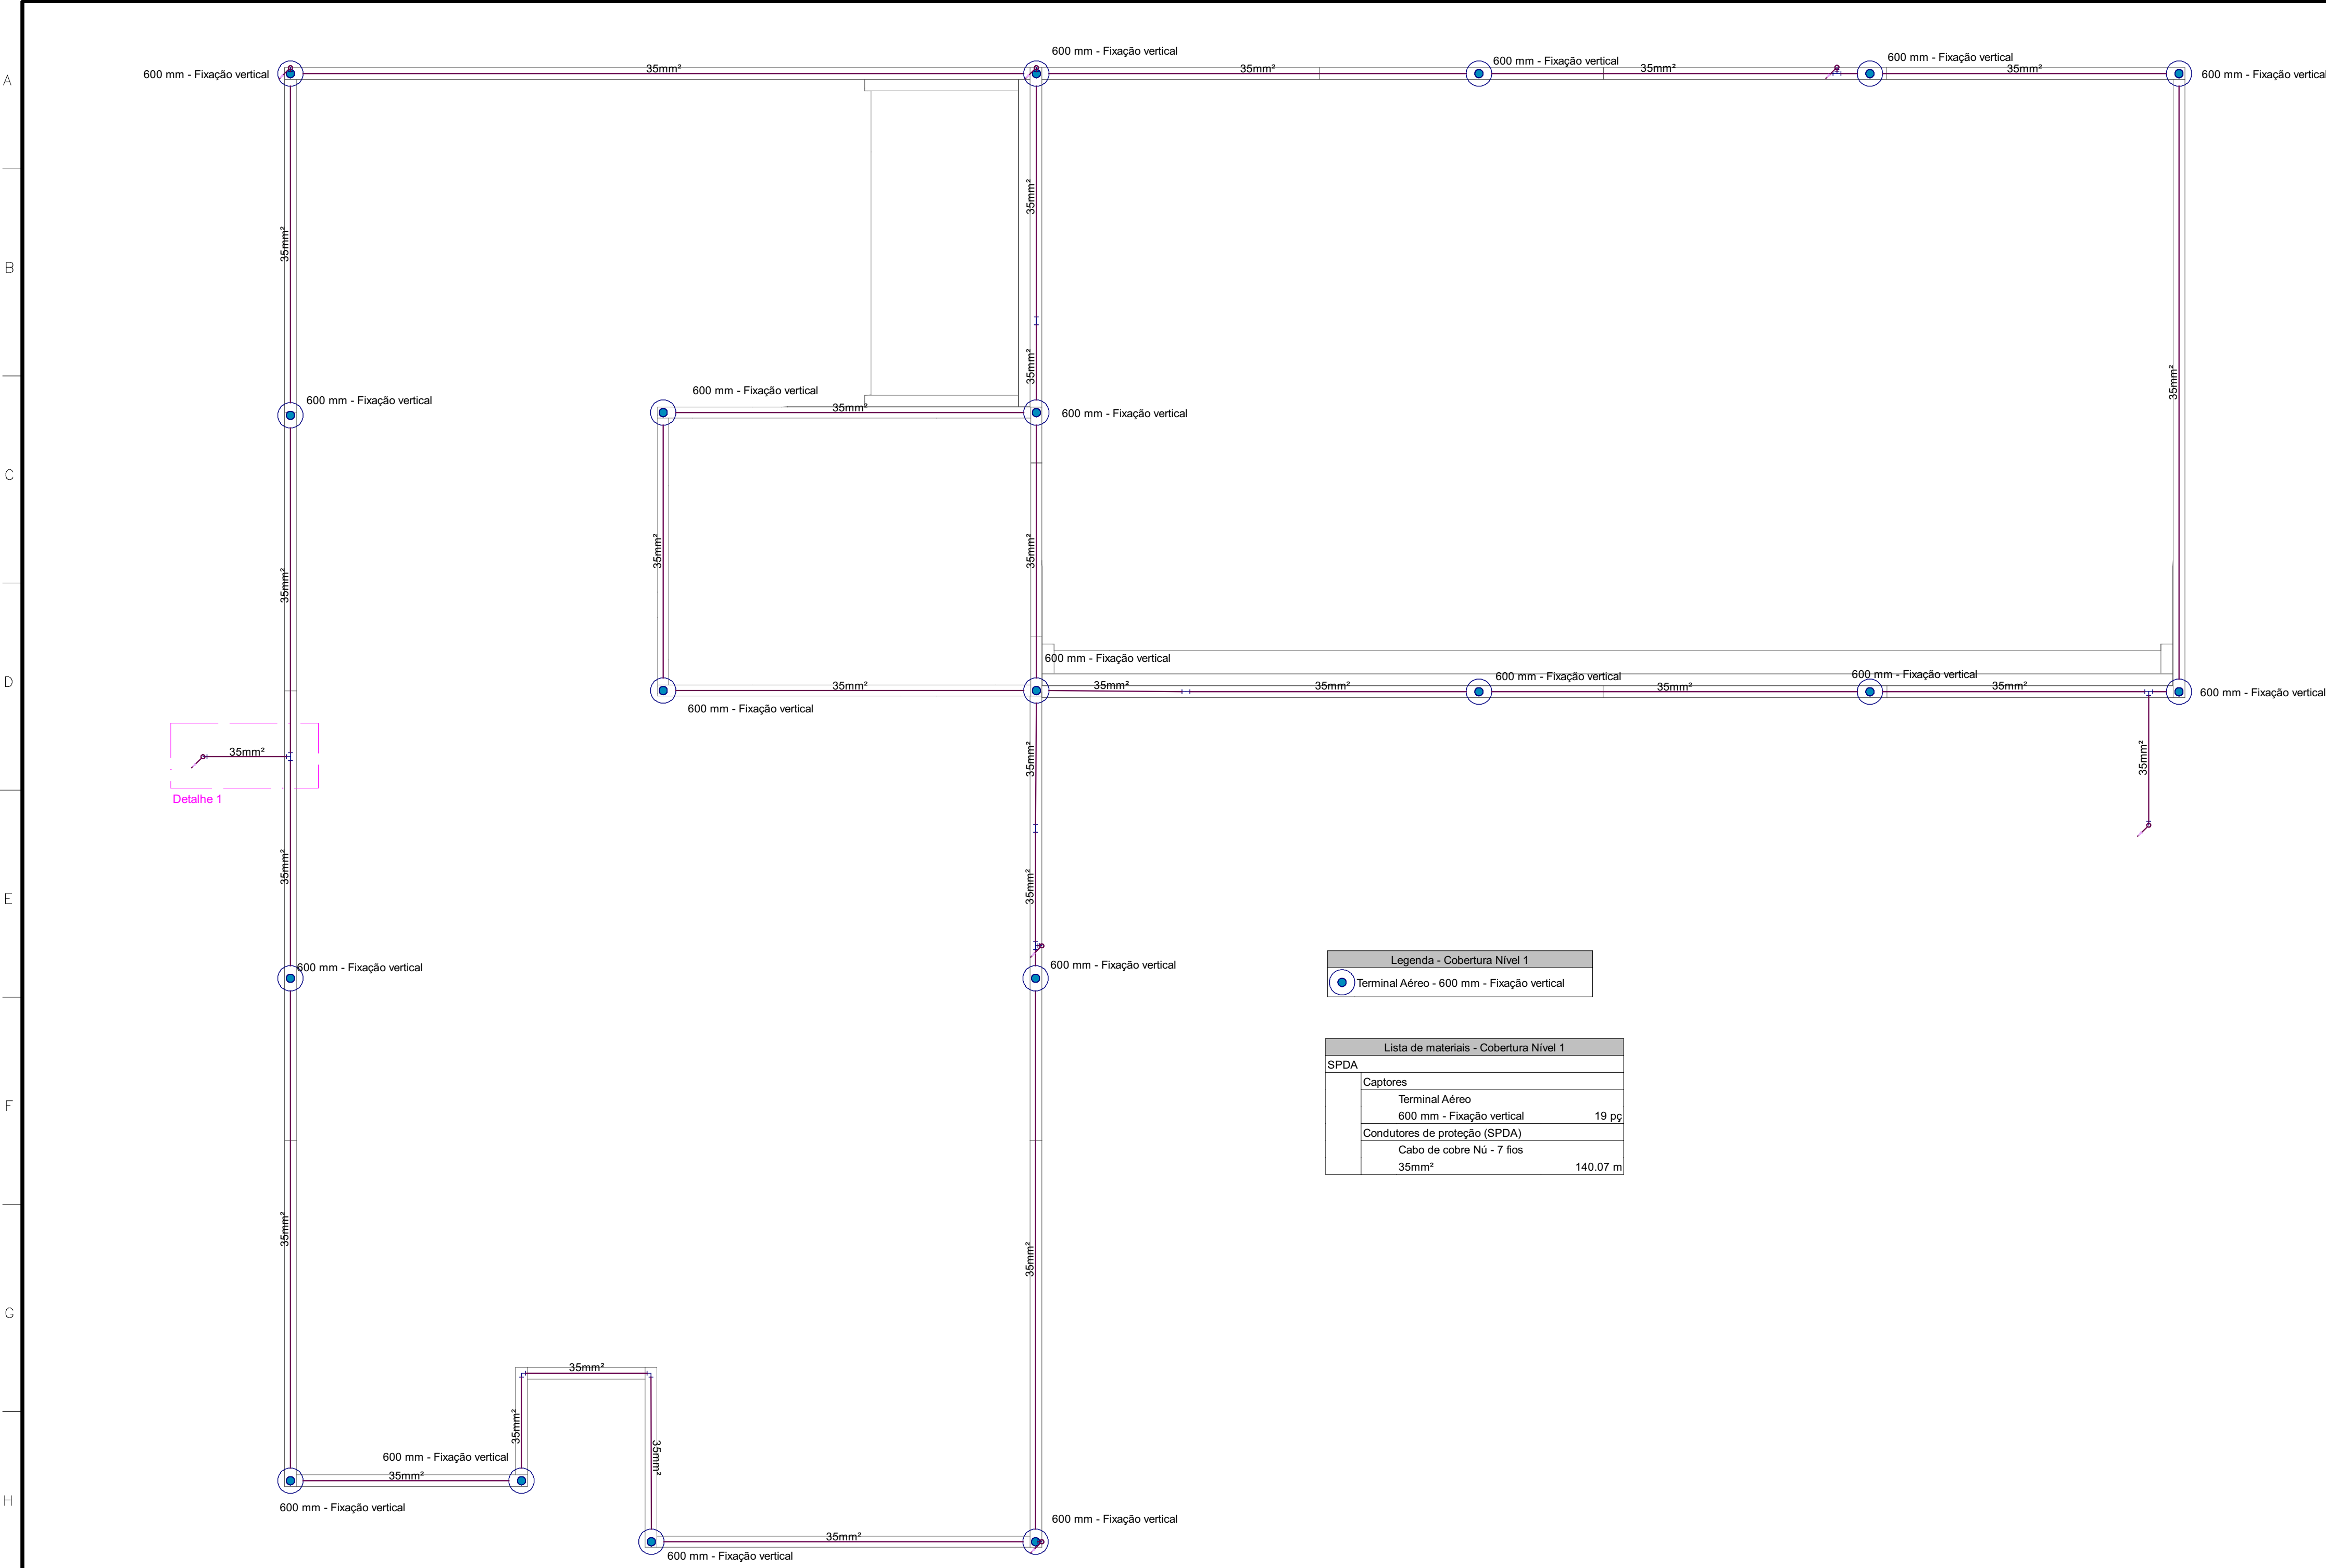 600 mm - Fixação vertical
600 mm - Fixação vertical
600 mm - Fixação vertical
A
600 mm - Fixação vertical
35mm²
35mm²
35mm²
35mm²
600 mm - Fixação vertical
35mm²
35mm²
B
35mm²
35mm²
600 mm - Fixação vertical
600 mm - Fixação vertical
35mm²
600 mm - Fixação vertical
C
35mm²
35mm²
35mm²
600 mm - Fixação vertical
D
35mm²
35mm²
35mm²
600 mm - Fixação vertical
35mm²
600 mm - Fixação vertical
35mm²
600 mm - Fixação vertical
600 mm - Fixação vertical
35mm²
Detalhe 1
35mm²
35mm²
35mm²
35mm²
E
600 mm - Fixação vertical
600 mm - Fixação vertical
Legenda - Cobertura Nível 1
Terminal Aéreo - 600 mm - Fixação vertical
Lista de materiais - Cobertura Nível 1
SPDA
Captores
Terminal Aéreo
600 mm - Fixação vertical 19 pç
Condutores de proteção (SPDA)
Cabo de cobre Nú - 7 fios
35mm² 140.07 m
F
35mm²
35mm²
G
35mm²
35mm²
35mm²
600 mm - Fixação vertical
35mm²
H
600 mm - Fixação vertical
600 mm - Fixação vertical
35mm²
600 mm - Fixação vertical